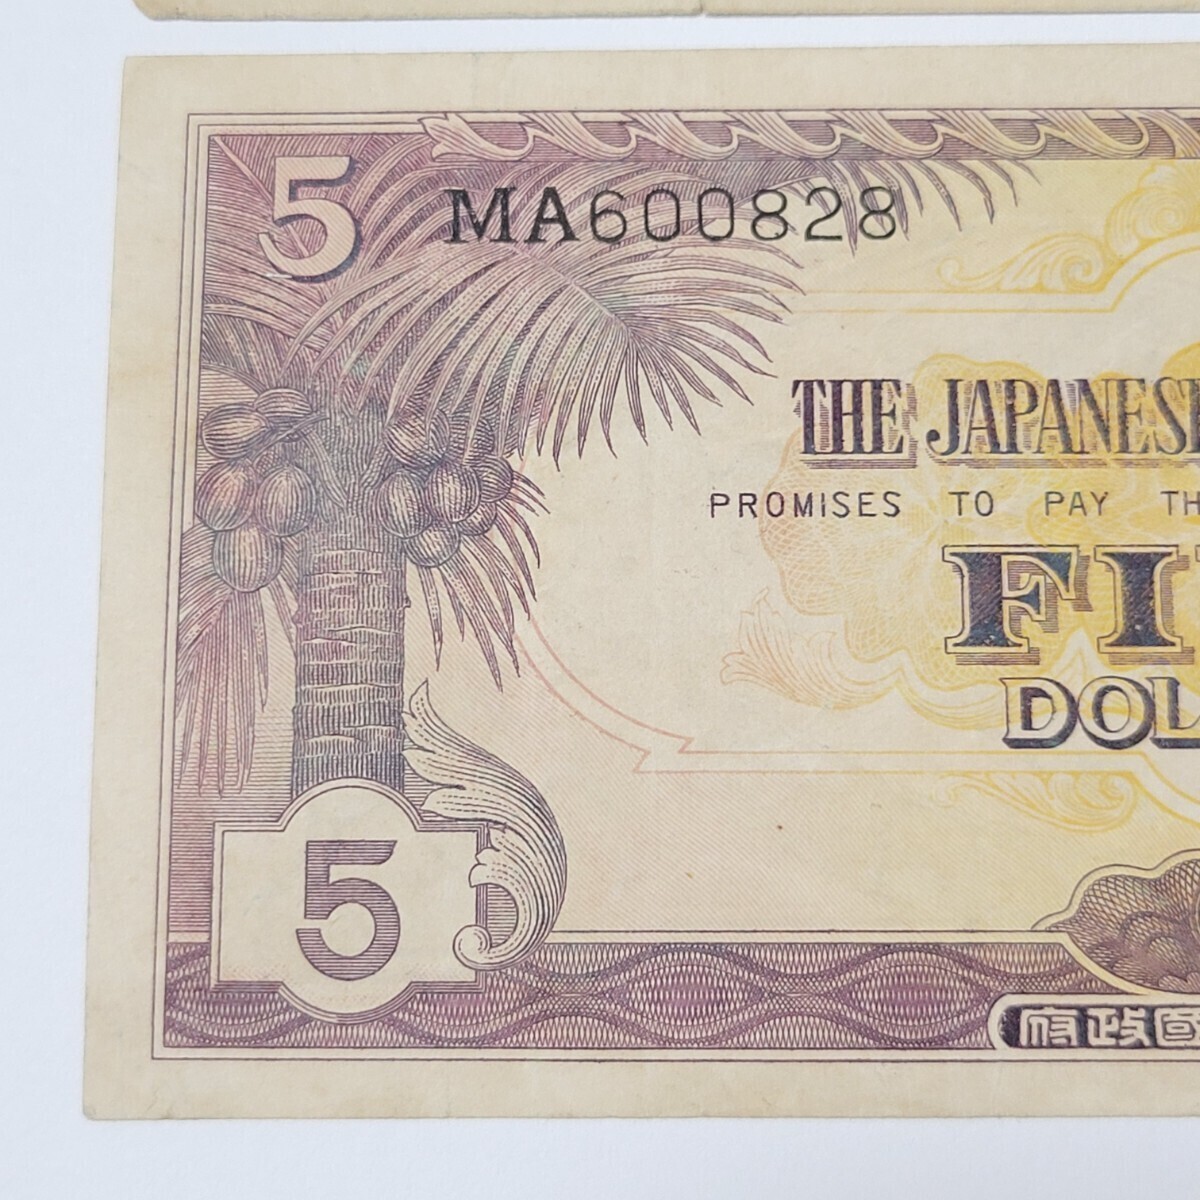 5 MA600828
THE JAPANESE
PROMISES TO PAY TH
FI
DOL
5
府政國